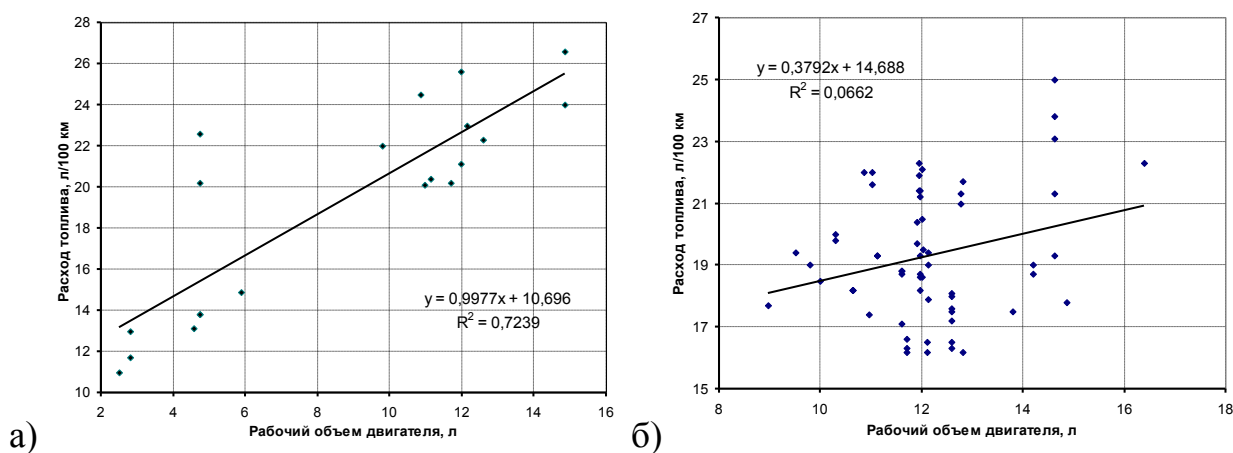 28
26
24
22
20
18
16
14
12
10
Расход топлива, л/100 км
y = 0,9977x + 10,696
R² = 0,7239
2 4 6 8 10 12 14 16
Рабочий объем двигателя, л
а)
27
25
23
21
19
17
15
Расход топлива, л/100 км
y = 0,3792x + 14,688
R² = 0,0662
8 10 12 14 16 18
Рабочий объем двигателя, л
б)